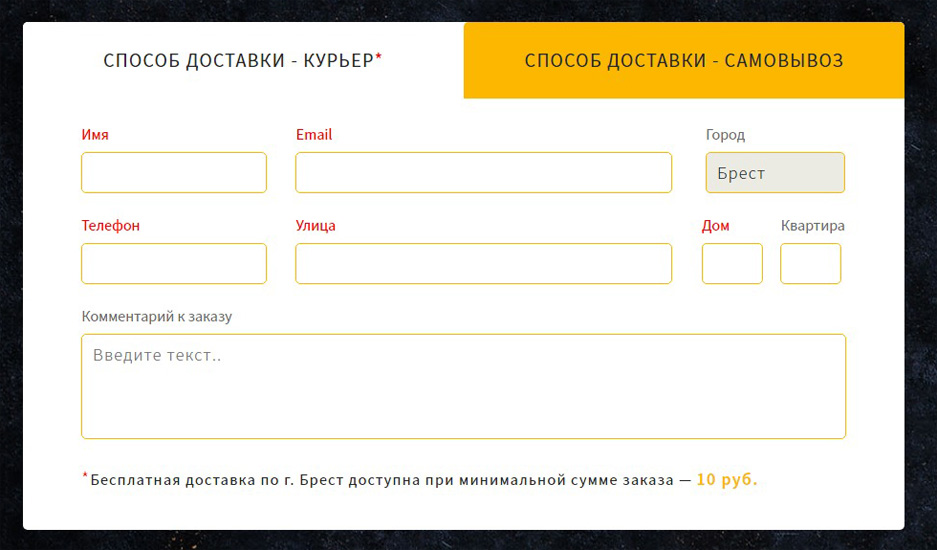 СПОСОБ ДОСТАВКИ - КУРЬЕР*
СПОСОБ ДОСТАВКИ - САМОВЫВОЗ
Имя
Email
Город
Брест
Телефон
Улица
Дом
Квартира
Комментарий к заказу
Введите текст..
*Бесплатная доставка по г. Брест доступна при минимальной сумме заказа — 10 руб.